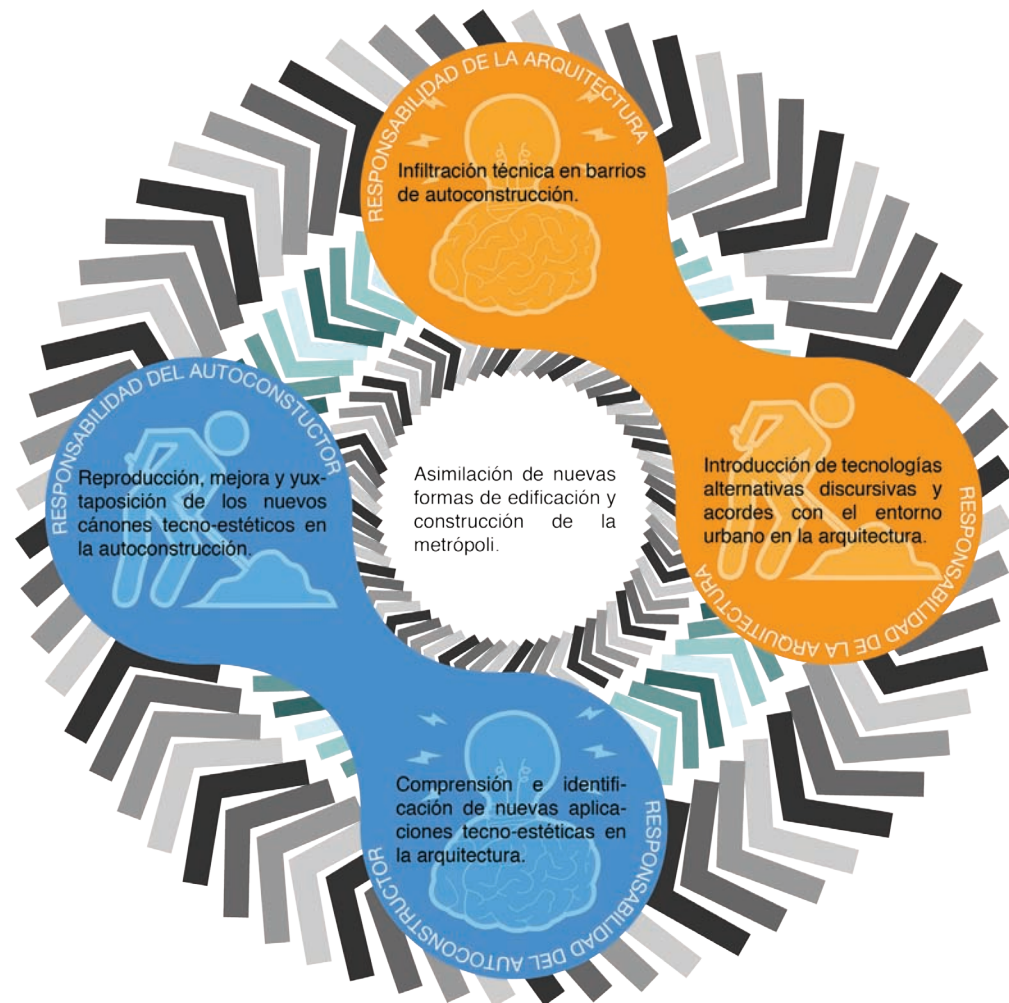 RESPONSABILIDAD DE LA ARQUITECTURA
Infiltración técnica en barrios
de autoconstrucción.
RESPONSABILIDAD DE LA ARQUITECTURA
Introducción de tecnologías
alternativas discursivas y
acordes con el entorno
urbano en la arquitectura.
RESPONSABILIDAD DEL AUTOCONSTRUCTOR
Comprensión e identifi-
cación de nuevas aplica-
ciones tecno-estéticas en
la arquitectura.
RESPONSABILIDAD DEL AUTOCONSTUCTOR
Reproducción, mejora y yux-
taposición de los nuevos
cánones tecno-estéticos en
la autoconstrucción.
Asimilación de nuevas
formas de edificación y
construcción de la
metrópoli.